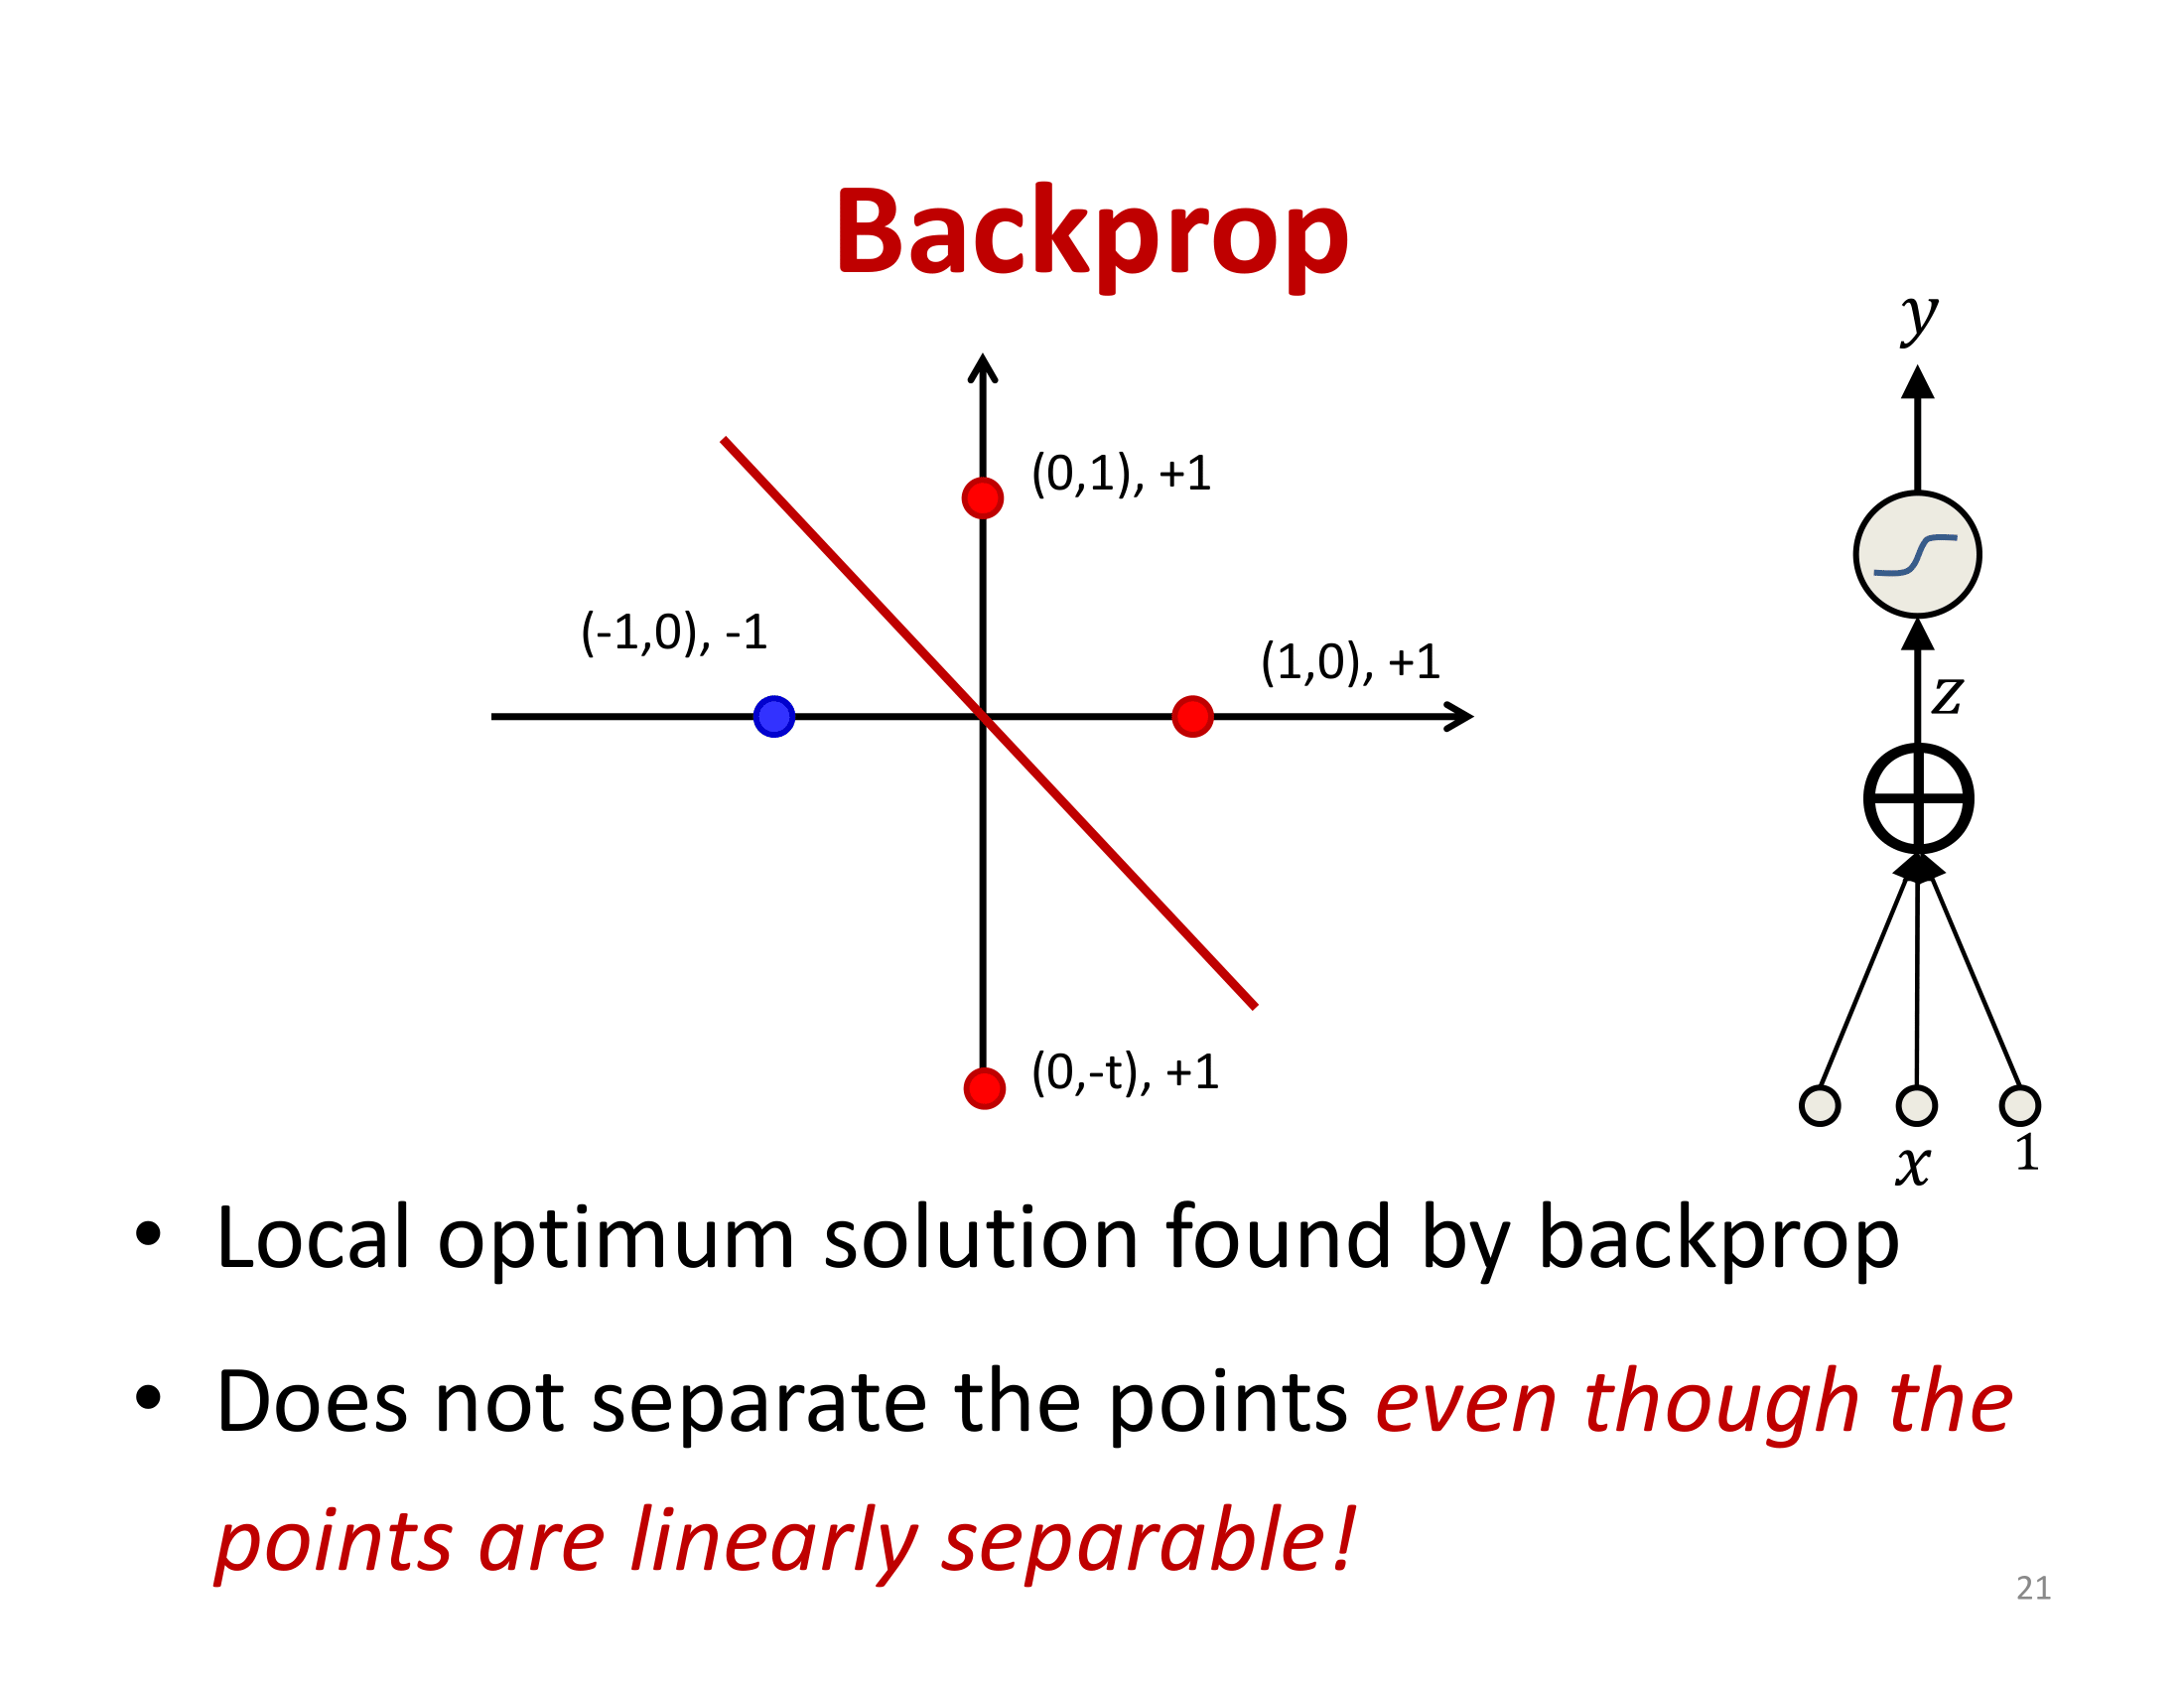 Backprop
y
(0,1), +1
(-1,0), -1
(1,0), +1
z
(0,-t), +1
x
1
• Local optimum solution found by backprop
• Does not separate the points even though the
points are linearly separable!
21